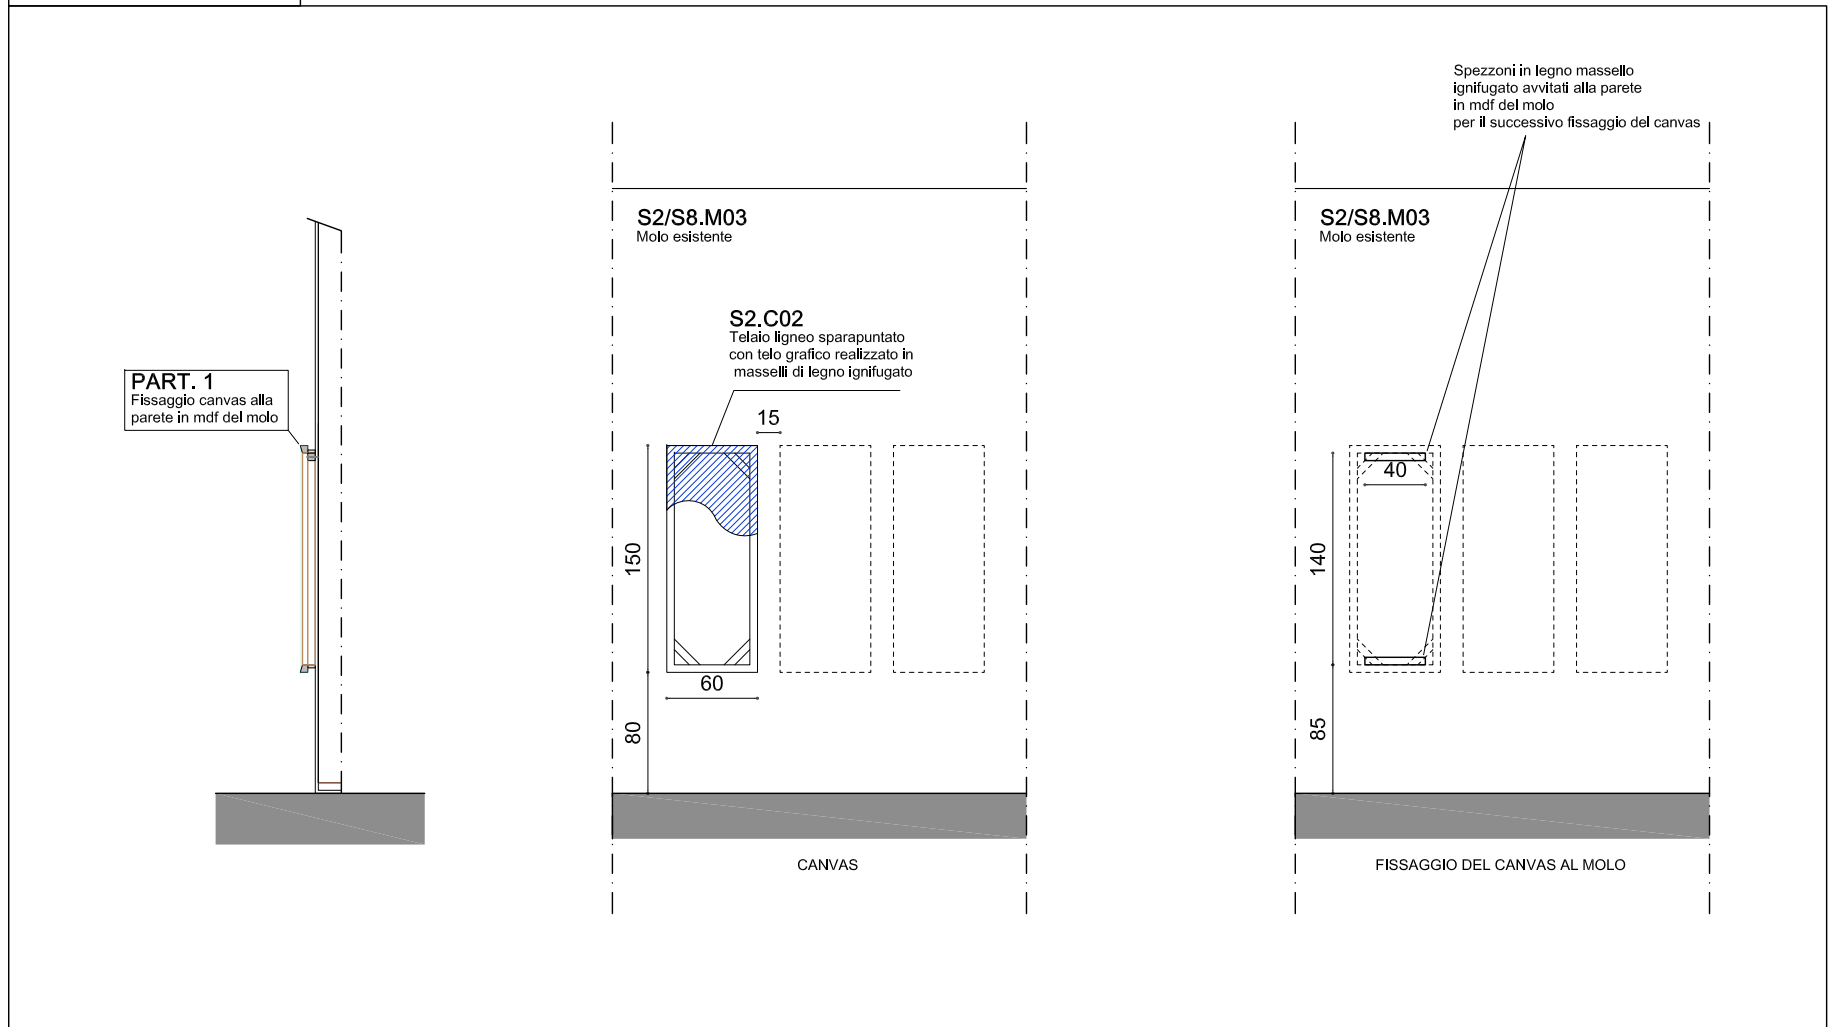 PART. 1
Fissaggio canvas alla
parete in mdf del molo
S2/S8.M03
Molo esistente
S2.C02
Telaio ligneo sparapuntato
con telo grafico realizzato in
masselli di legno ignifugato
15
150
60
80
CANVAS
Spezzoni in legno massello
ignifugato avvitati alla parete
in mdf del molo
per il successivo fissaggio del canvas
S2/S8.M03
Molo esistente
40
140
85
FISSAGGIO DEL CANVAS AL MOLO